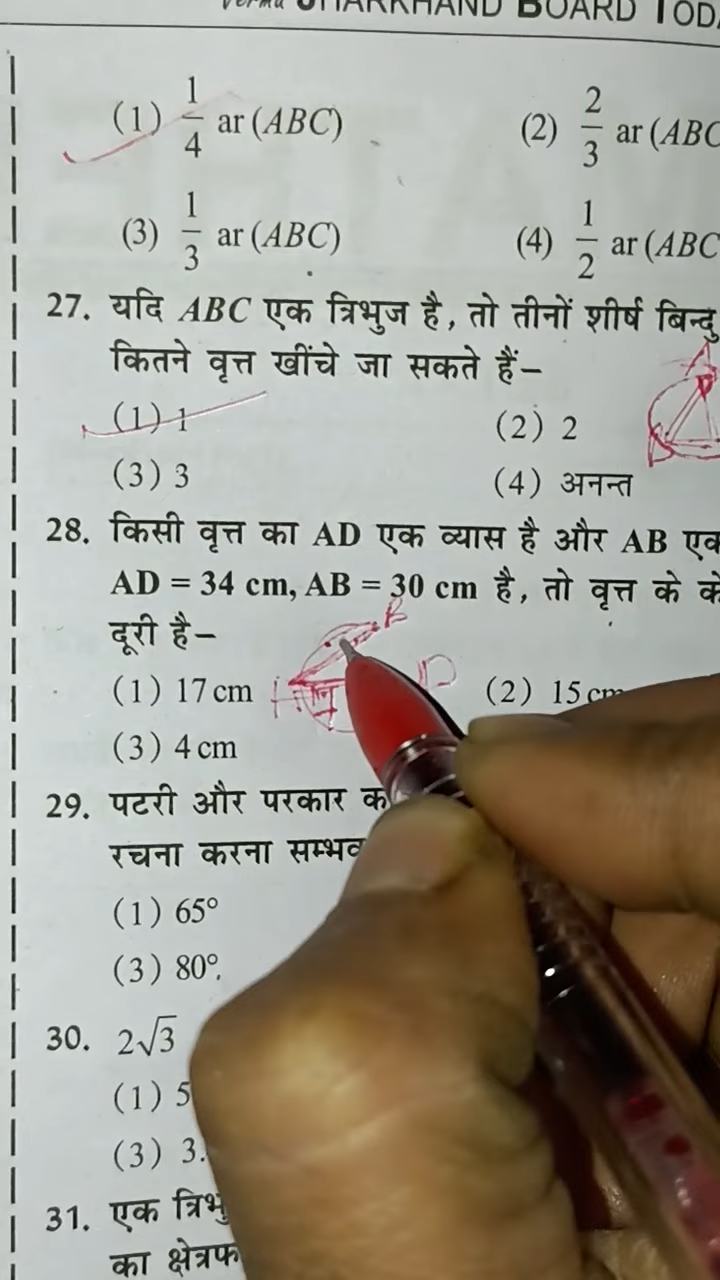 Verma JHARKHAND BOARD TOD
(1) 1/4 ar (ABC) (2) 2/3 ar (ABC
(3) 1/3 ar (ABC) (4) 1/2 ar (ABC
27. यदि ABC एक त्रिभुज है, तो तीनों शीर्ष बिन्दु
कितने वृत्त खींचे जा सकते हैं–
(1) 1 (2) 2
(3) 3 (4) अनन्त
28. किसी वृत्त का AD एक व्यास है और AB एक
AD = 34 cm, AB = 30 cm है, तो वृत्त के के
दूरी है–
B
(1) 17 cm (2) 15 cm
D
(3) 4 cm
29. पटरी और परकार क
रचना करना सम्भव
(1) 65°
(3) 80°.
30. 2√3
(1) 5
(3) 3.
31. एक त्रिभु
का क्षेत्रफ